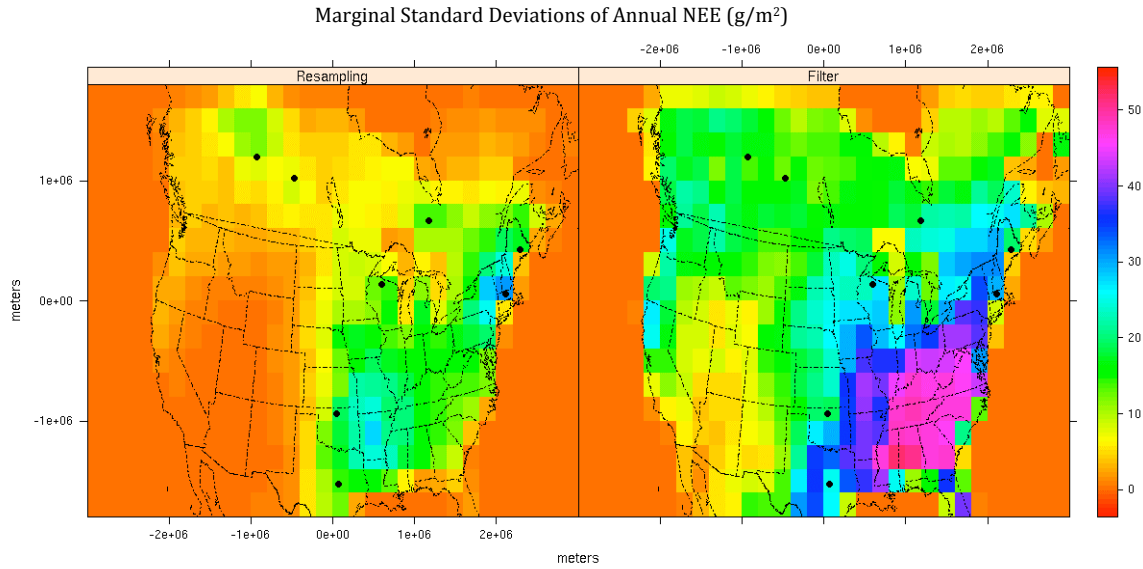 Marginal Standard Deviations of Annual NEE (g/m²)
-2e+06 -1e+06 0e+00 1e+06 2e+06
Resampling Filter
50
1e+06
40
30
meters
0e+00
20
-1e+06
10
0
-2e+06 -1e+06 0e+00 1e+06 2e+06
meters